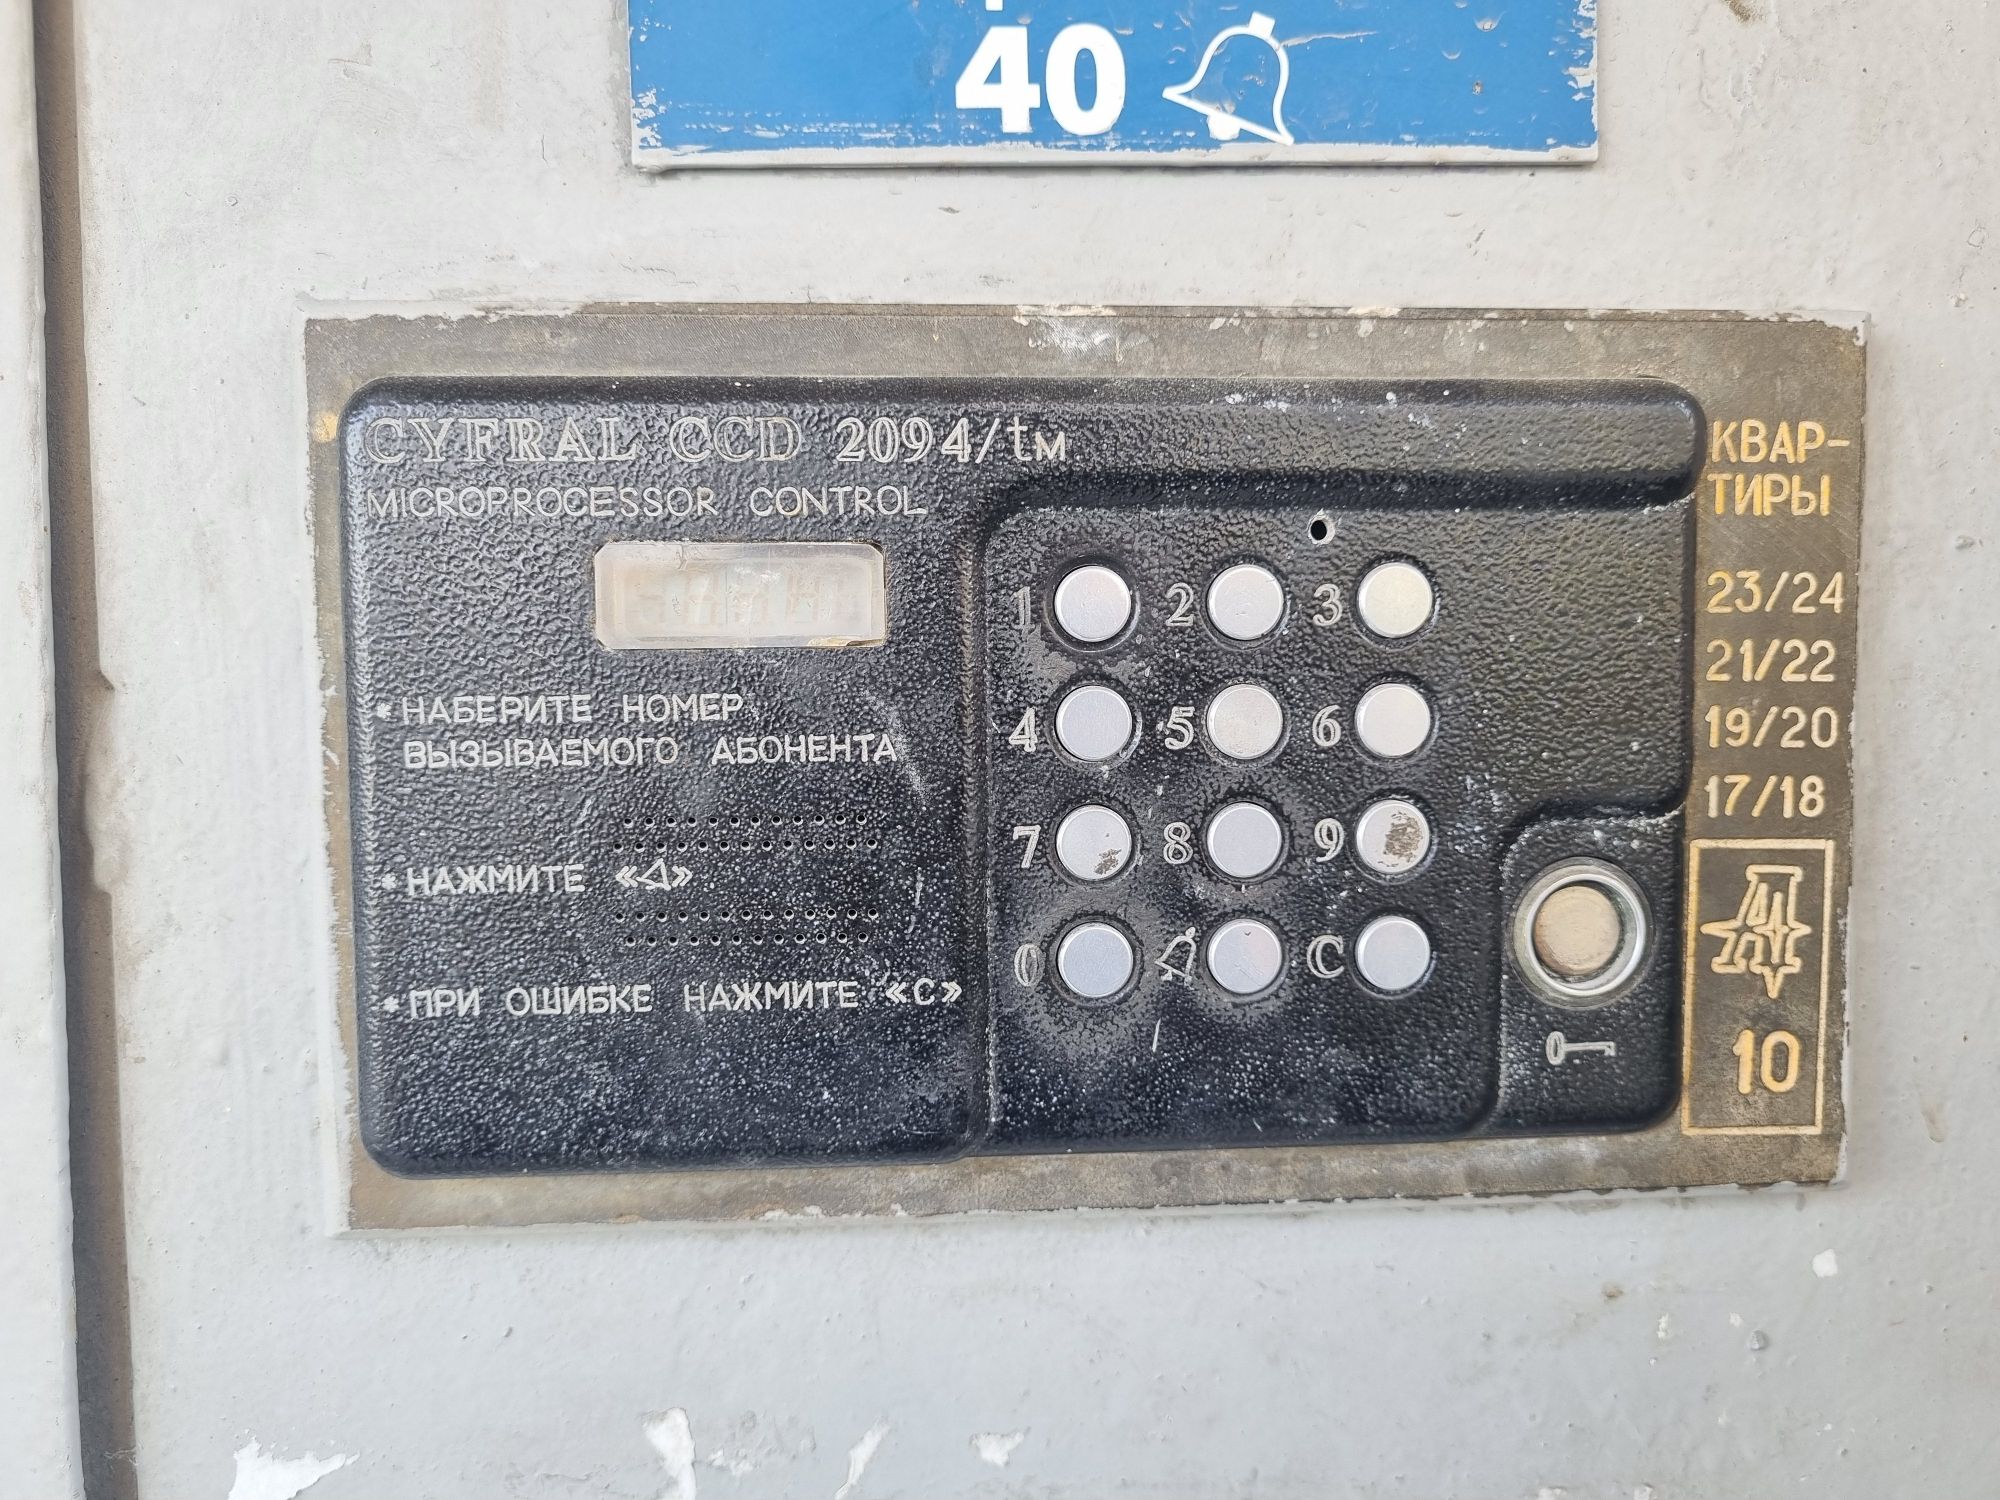 40
CYFRAL CCD 2094/tм
MICROPROCESSOR CONTROL
* НАБЕРИТЕ НОМЕР
ВЫЗЫВАЕМОГО АБОНЕНТА
* НАЖМИТЕ « »
* ПРИ ОШИБКЕ НАЖМИТЕ «С»
1 2 3
4 5 6
7 8 9
0 C
КВАР-
ТИРЫ
23/24
21/22
19/20
17/18
10